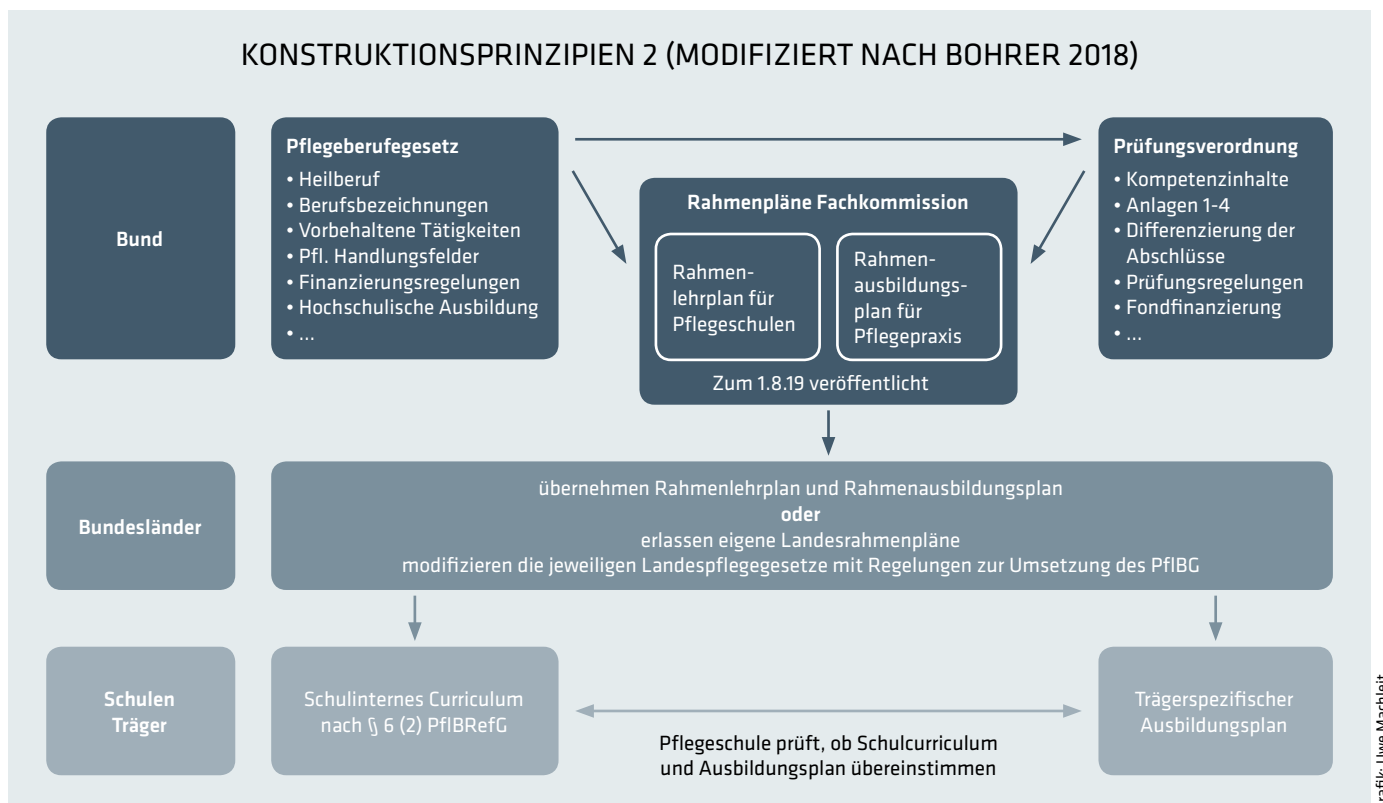 KONSTRUKTIONSPRINZIPIEN 2 (MODIFIZIERT NACH BOHRER 2018)
Bund
Pflegeberufegesetz
• Heilberuf
• Berufsbezeichnungen
• Vorbehaltene Tätigkeiten
• Pfl. Handlungsfelder
• Finanzierungsregelungen
• Hochschulische Ausbildung
• ...
Rahmenpläne Fachkommission
Rahmen-
lehrplan für
Pflegeschulen
Rahmen-
ausbildungs-
plan für
Pflegepraxis
Zum 1.8.19 veröffentlicht
Prüfungsverordnung
• Kompetenzinhalte
• Anlagen 1-4
• Differenzierung der
Abschlüsse
• Prüfungsregelungen
• Fondfinanzierung
• ...
Bundesländer
übernehmen Rahmenlehrplan und Rahmenausbildungsplan
oder
erlassen eigene Landesrahmenpläne
modifizieren die jeweiligen Landespflegegesetze mit Regelungen zur Umsetzung des PflBG
Schulen
Träger
Schulinternes Curriculum
nach § 6 (2) PflBRefG
Pflegeschule prüft, ob Schulcurriculum
und Ausbildungsplan übereinstimmen
Trägerspezifischer
Ausbildungsplan
rafik: Uwe Machleit